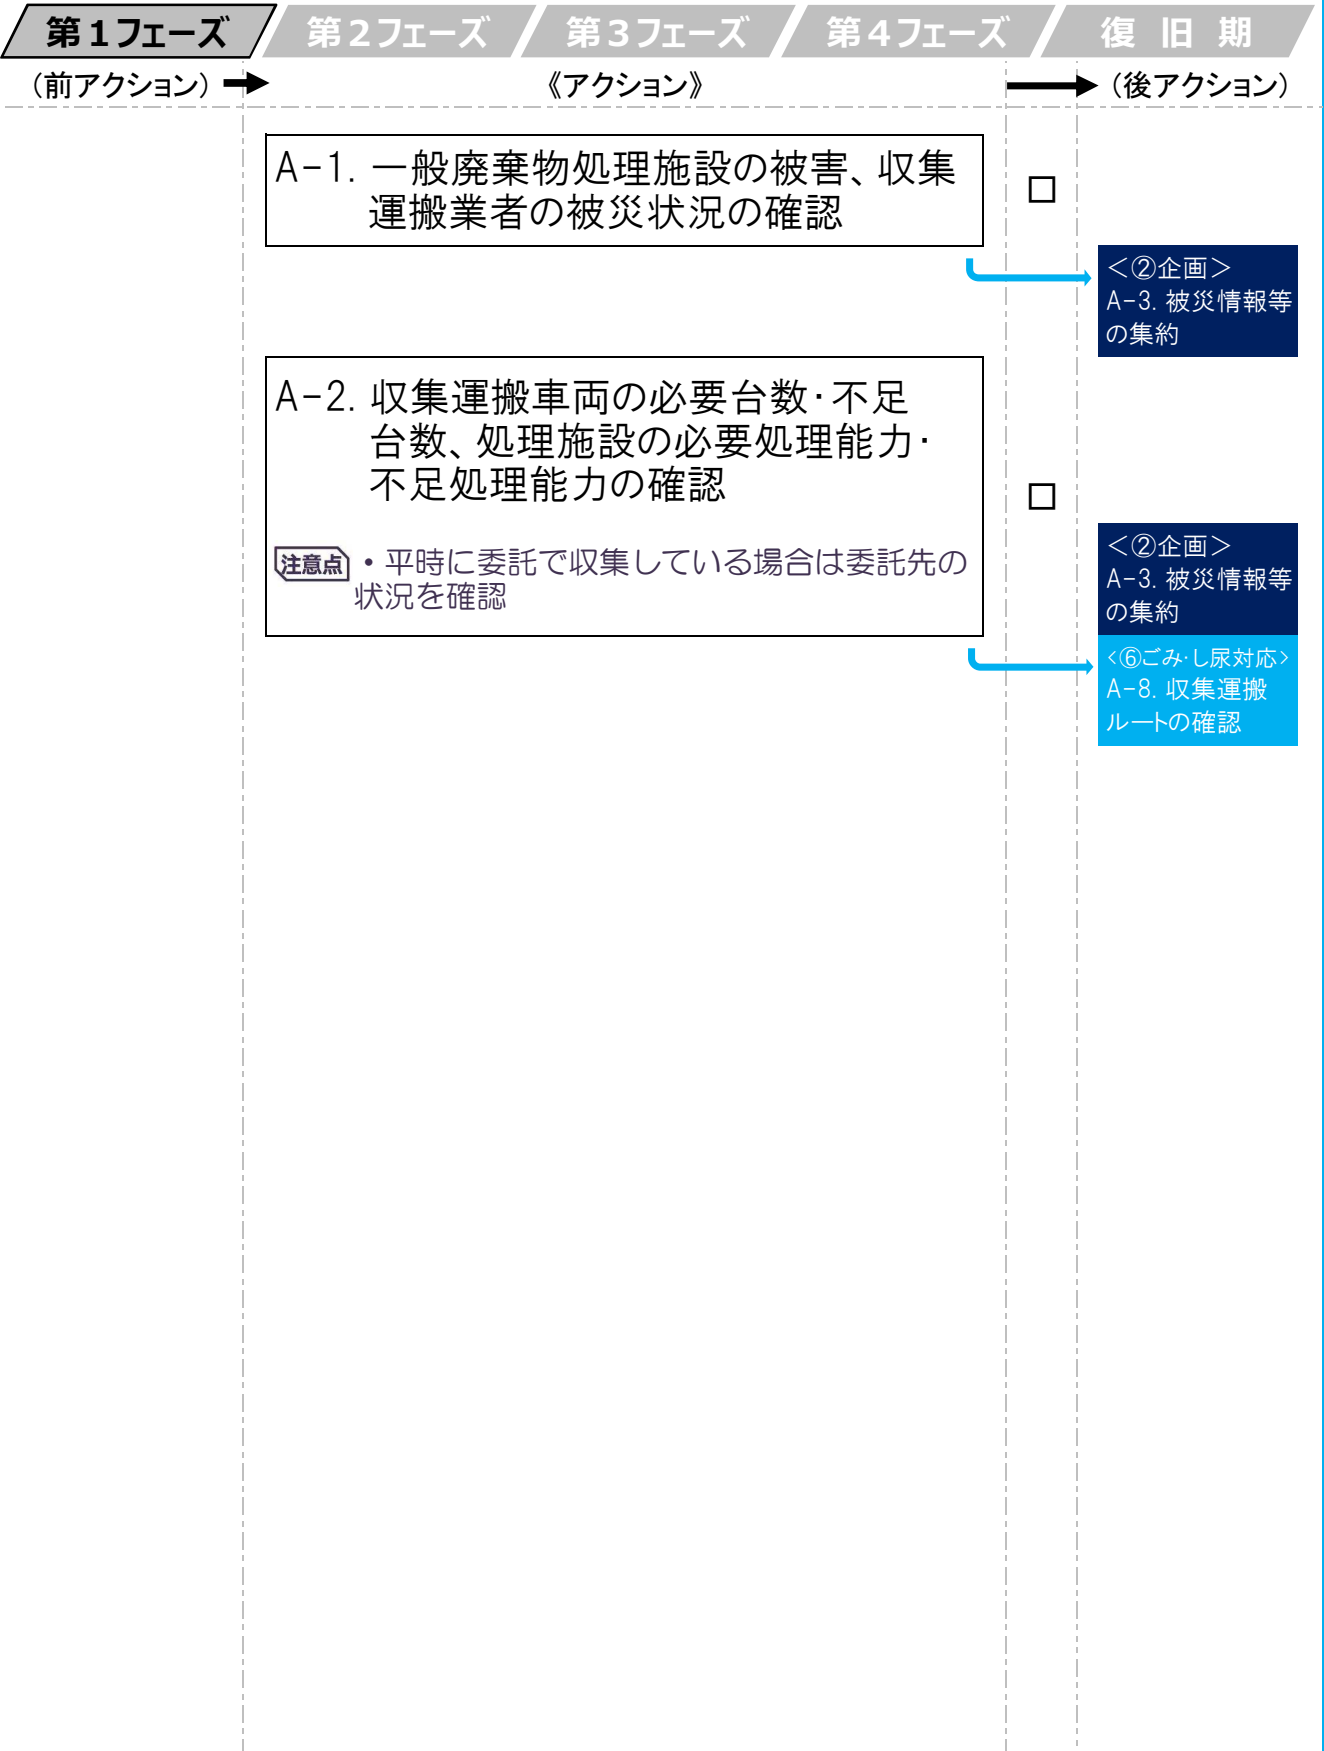 第１フェーズ 第２フェーズ 第３フェーズ 第４フェーズ 復 旧 期
（前アクション） 《アクション》 （後アクション）
A-1. 一般廃棄物処理施設の被害、収集
運搬業者の被災状況の確認
□
＜②企画＞
A-3. 被災情報等
の集約
A-2. 収集運搬車両の必要台数・不足
台数、処理施設の必要処理能力・
不足処理能力の確認
□
注意点 ・平時に委託で収集している場合は委託先の
状況を確認
＜②企画＞
A-3. 被災情報等
の集約
<⑥ごみ・し尿対応>
A-8. 収集運搬
ルートの確認